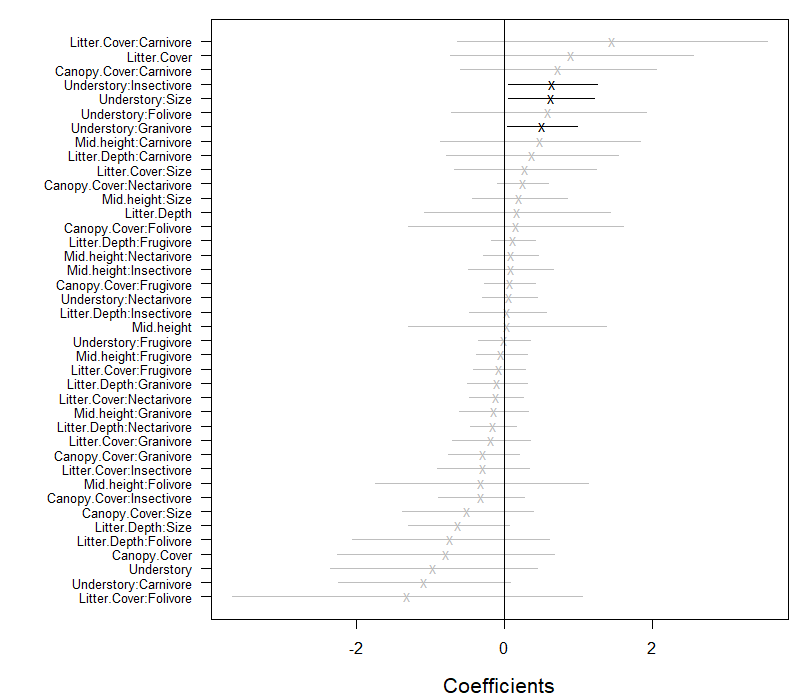 Litter.Cover:Carnivore
Litter.Cover
Canopy.Cover:Carnivore
Understory:Insectivore
Understory:Size
Understory:Folivore
Understory:Granivore
Mid.height:Carnivore
Litter.Depth:Carnivore
Litter.Cover:Size
Canopy.Cover:Nectarivore
Mid.height:Size
Litter.Depth
Canopy.Cover:Folivore
Litter.Depth:Frugivore
Mid.height:Nectarivore
Mid.height:Insectivore
Canopy.Cover:Frugivore
Understory:Nectarivore
Litter.Depth:Insectivore
Mid.height
Understory:Frugivore
Mid.height:Frugivore
Litter.Cover:Frugivore
Litter.Depth:Granivore
Litter.Cover:Nectarivore
Mid.height:Granivore
Litter.Depth:Nectarivore
Litter.Cover:Granivore
Canopy.Cover:Granivore
Litter.Cover:Insectivore
Mid.height:Folivore
Canopy.Cover:Insectivore
Canopy.Cover:Size
Litter.Depth:Size
Litter.Depth:Folivore
Canopy.Cover
Understory
Understory:Carnivore
Litter.Cover:Folivore
-2 0 2
Coefficients